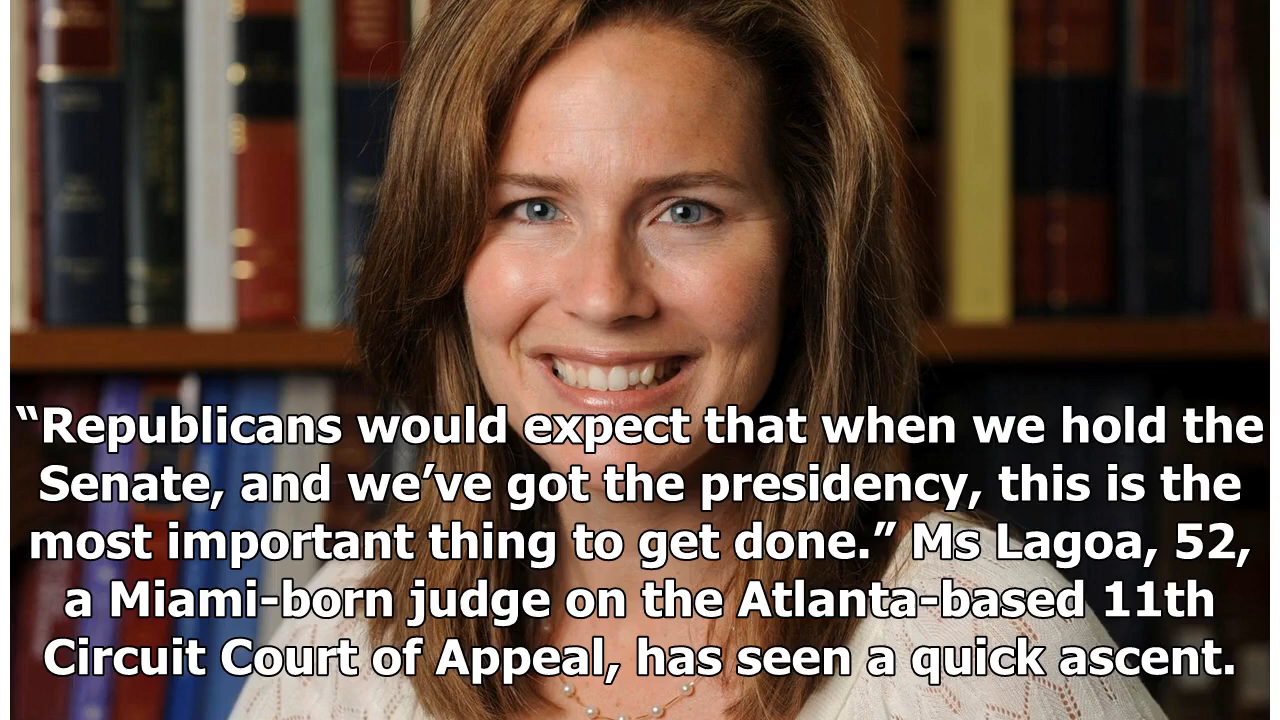 “Republicans would expect that when we hold the
Senate, and we’ve got the presidency, this is the
most important thing to get done.” Ms Lagoa, 52,
a Miami-born judge on the Atlanta-based 11th
Circuit Court of Appeal, has seen a quick ascent.